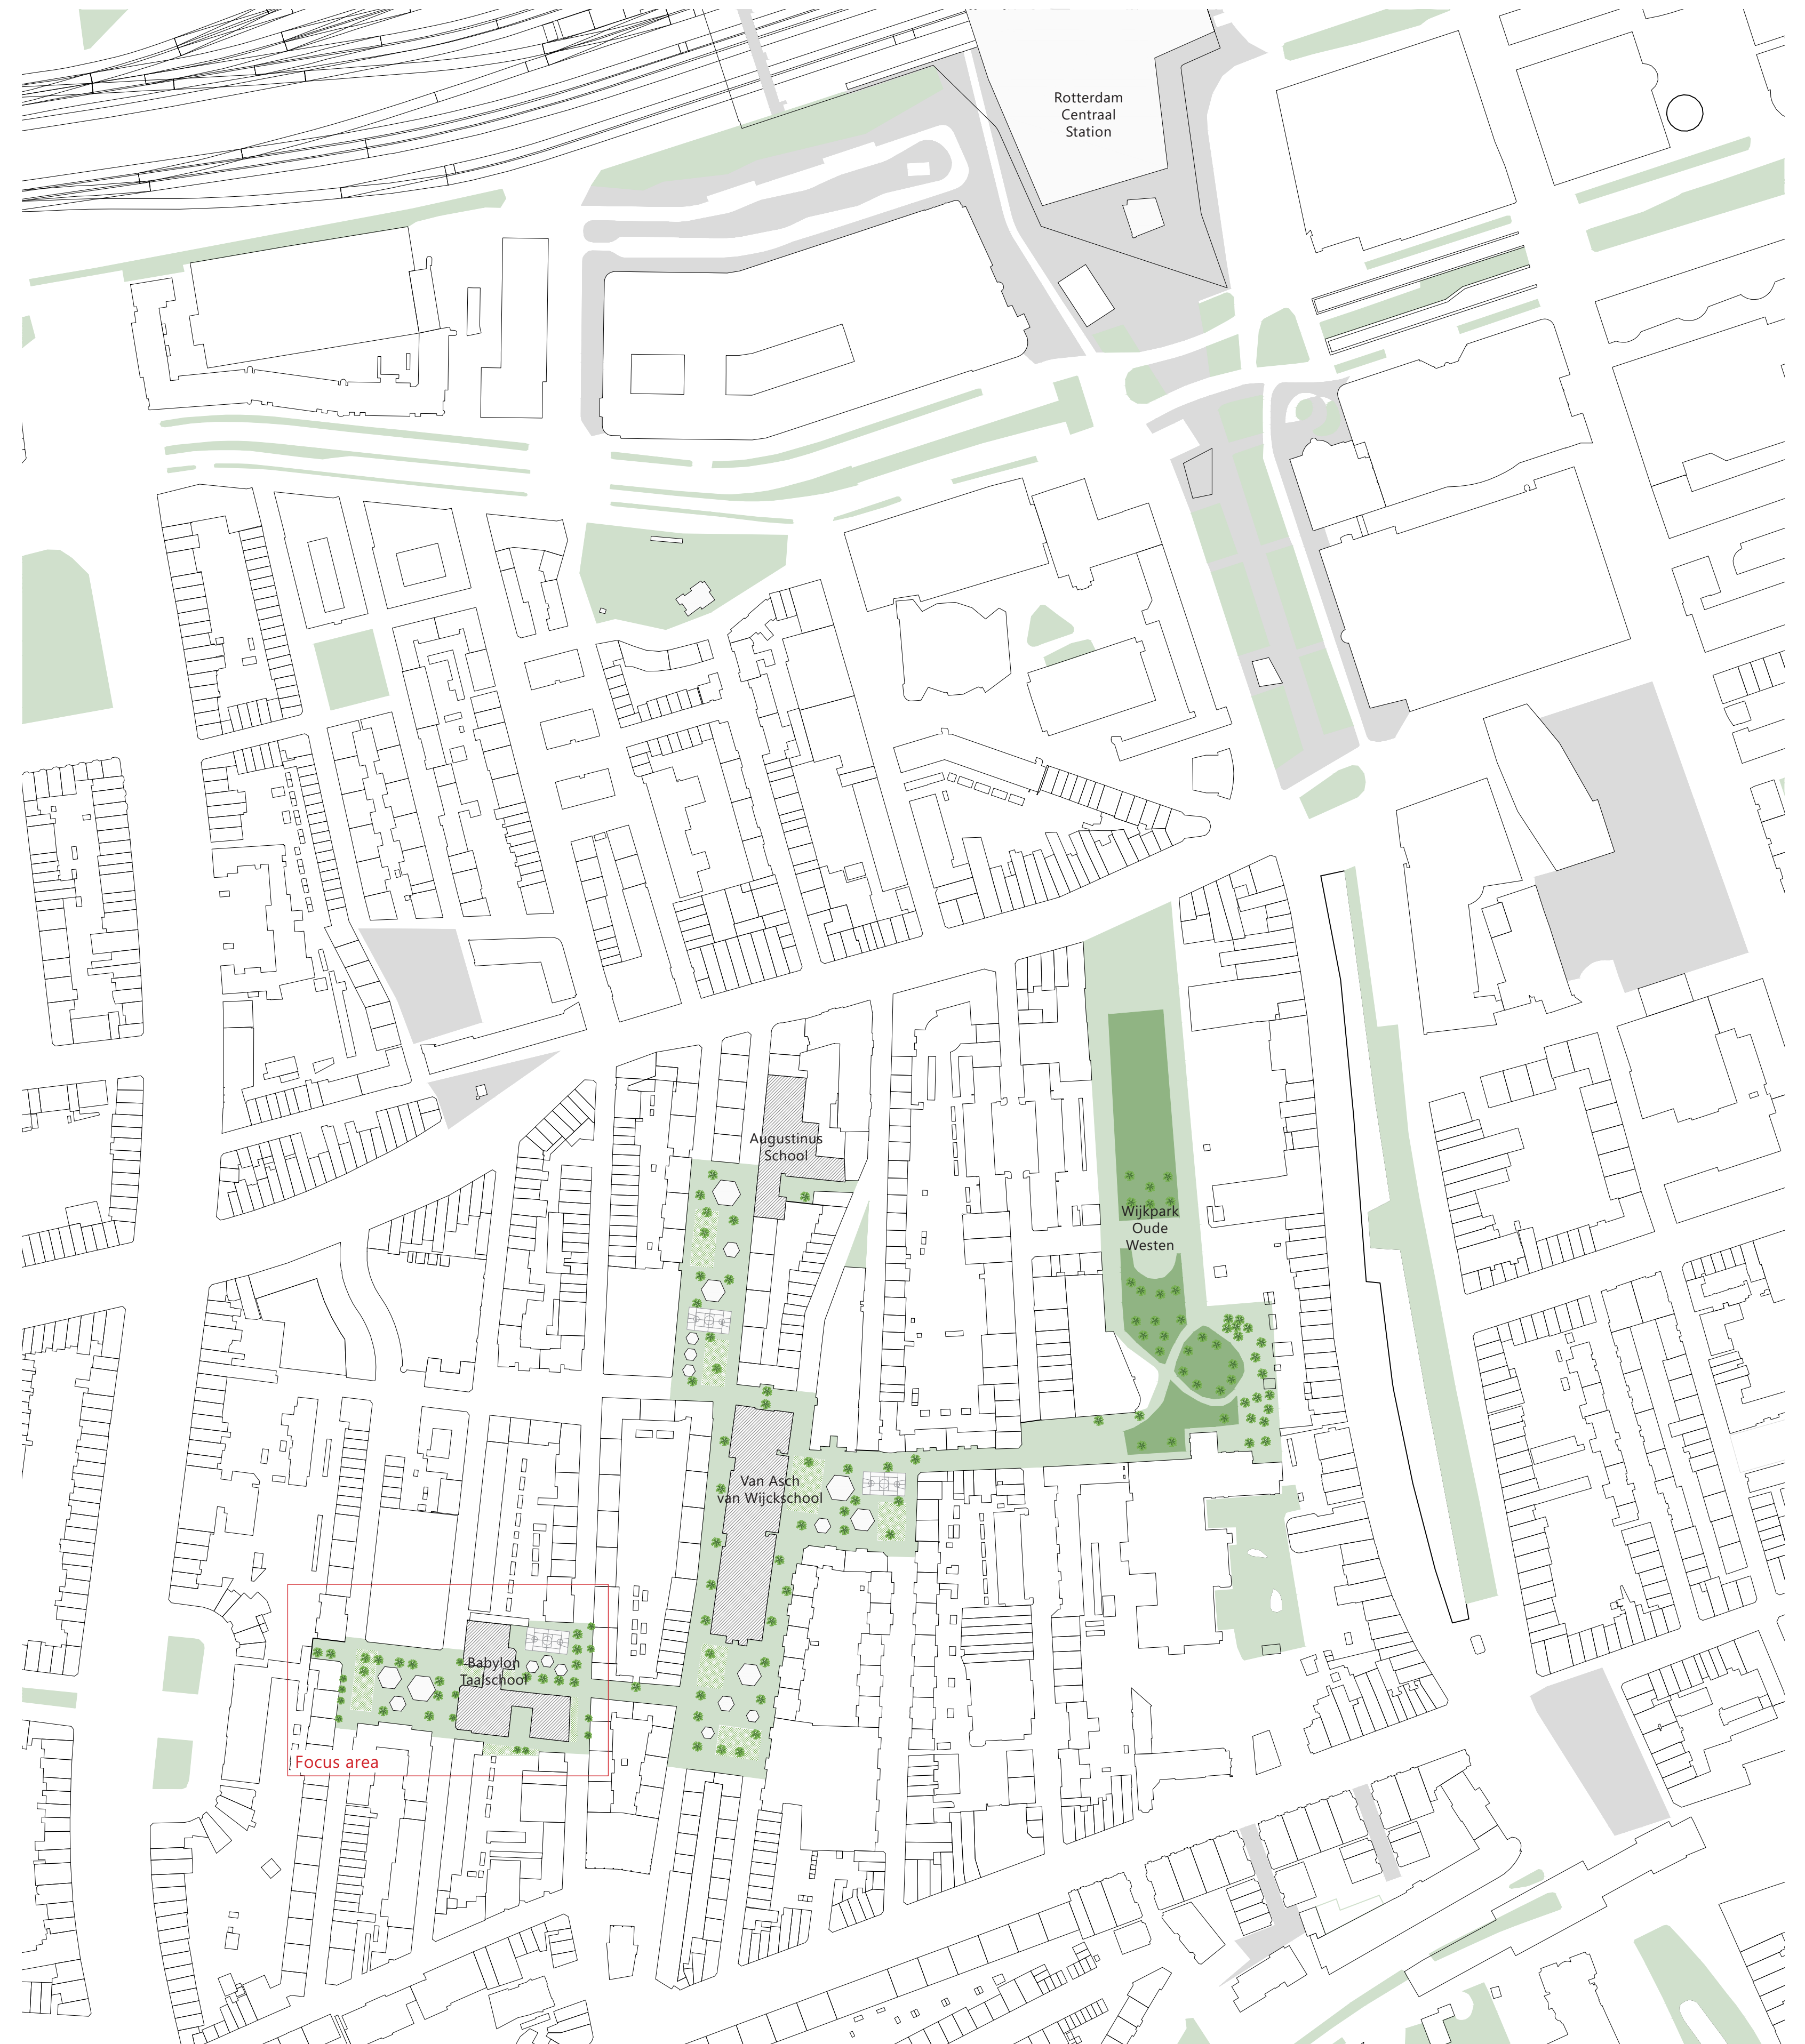 Rotterdam
Centraal
Station
Augustinus
School
Wijkpark
Oude
Westen
Van Asch
van Wijckschool
Babylon
Taalschool
Focus area